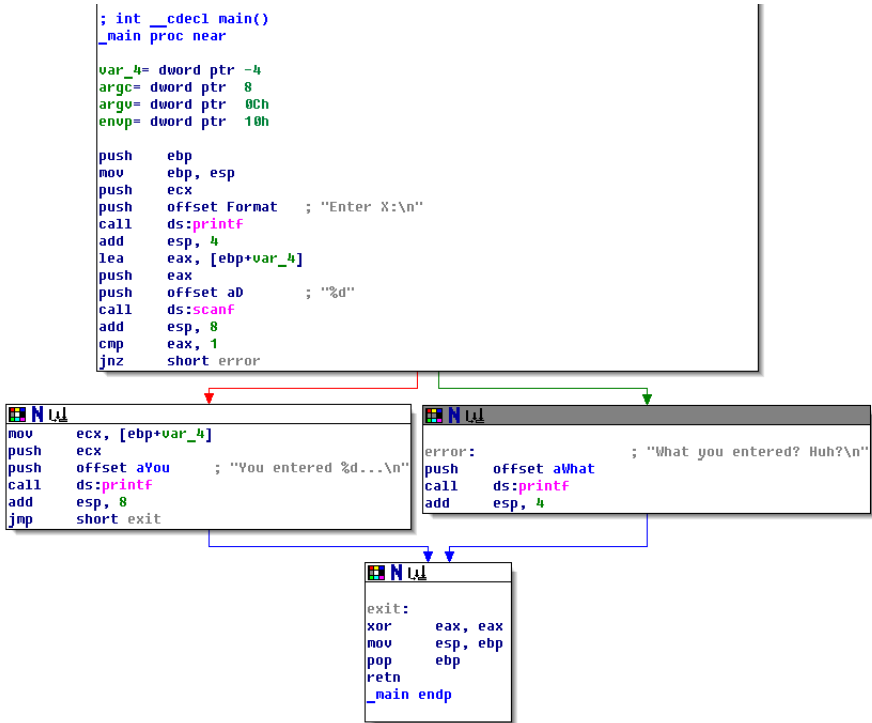 ; int __cdecl main()
_main proc near
var_4= dword ptr -4
argc= dword ptr  8
argv= dword ptr  0Ch
envp= dword ptr  10h
push    ebp
mov     ebp, esp
push    ecx
push    offset Format   ; "Enter X:\n"
call    ds:printf
add     esp, 4
lea     eax, [ebp+var_4]
push    eax
push    offset aD       ; "%d"
call    ds:scanf
add     esp, 8
cmp     eax, 1
jnz     short error
N
mov     ecx, [ebp+var_4]
push    ecx
push    offset aYou     ; "You entered %d...\n"
call    ds:printf
add     esp, 8
jmp     short exit
N
error:                  ; "What you entered? Huh?\n"
push    offset aWhat
call    ds:printf
add     esp, 4
N
exit:
xor     eax, eax
mov     esp, ebp
pop     ebp
retn
_main endp